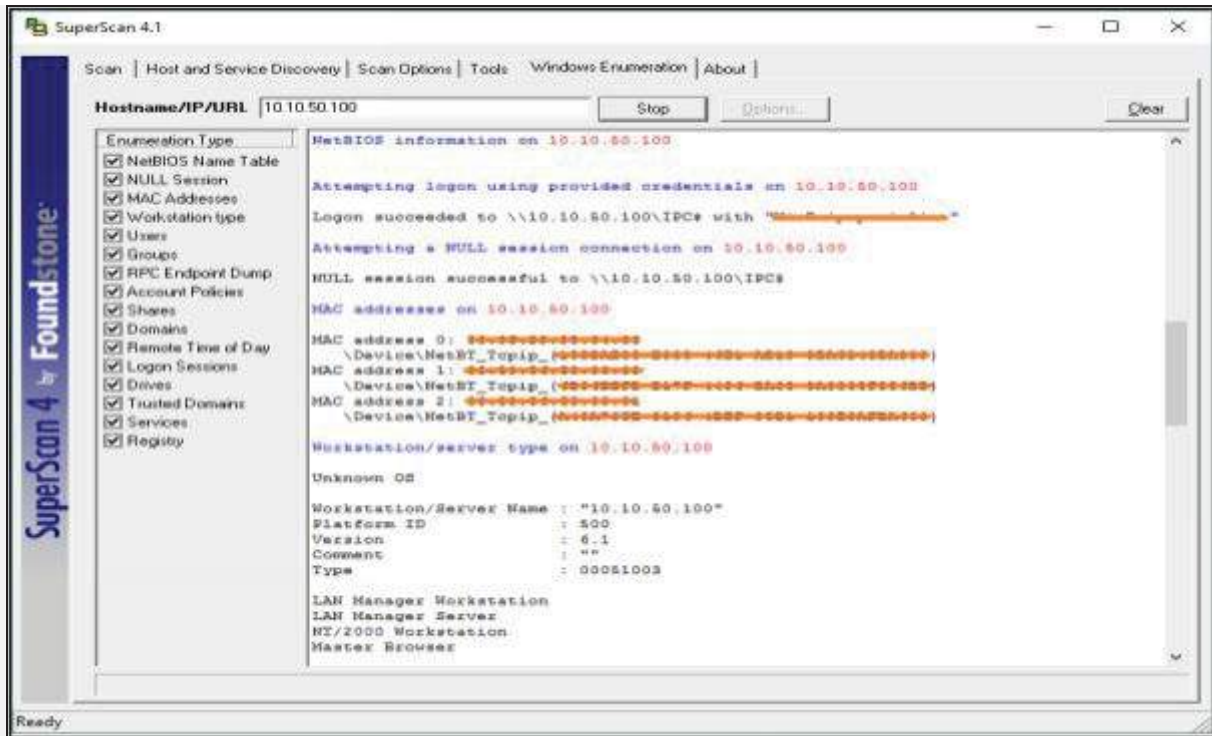 SuperScan 4.1
Scan | Host and Service Discovery | Scan Options | Tools Windows Enumeration | About |
Hostname/IP/URL 10.10.50.100 Stop Options... Clear
SuperScan 4 by Foundstone
Enumeration Type
NetBIOS Name Table
NULL Session
MAC Addresses
Workstation type
Users
Groups
RPC Endpoint Dump
Account Policies
Shares
Domains
Remote Time of Day
Logon Sessions
Drives
Trusted Domains
Services
Registry
NetBIOS information on 10.10.50.100
Attempting logon using provided credentials on 10.10.50.100
Logon succeeded to \\10.10.50.100\IPC$ with " "
Attempting a NULL session connection on 10.10.50.100
NULL session successful to \\10.10.50.100\IPC$
MAC addresses on 10.10.50.100
MAC address 0:
\Device\NetBT_Tcpip_{ }
MAC address 1:
\Device\NetBT_Tcpip_{ }
MAC address 2:
\Device\NetBT_Tcpip_{ }
Workstation/server type on 10.10.50.100
Unknown OS
Workstation/Server Name : "10.10.50.100"
Platform ID : 500
Version : 6.1
Comment : ""
Type : 00051003
LAN Manager Workstation
LAN Manager Server
NT/2000 Workstation
Master Browser
Ready